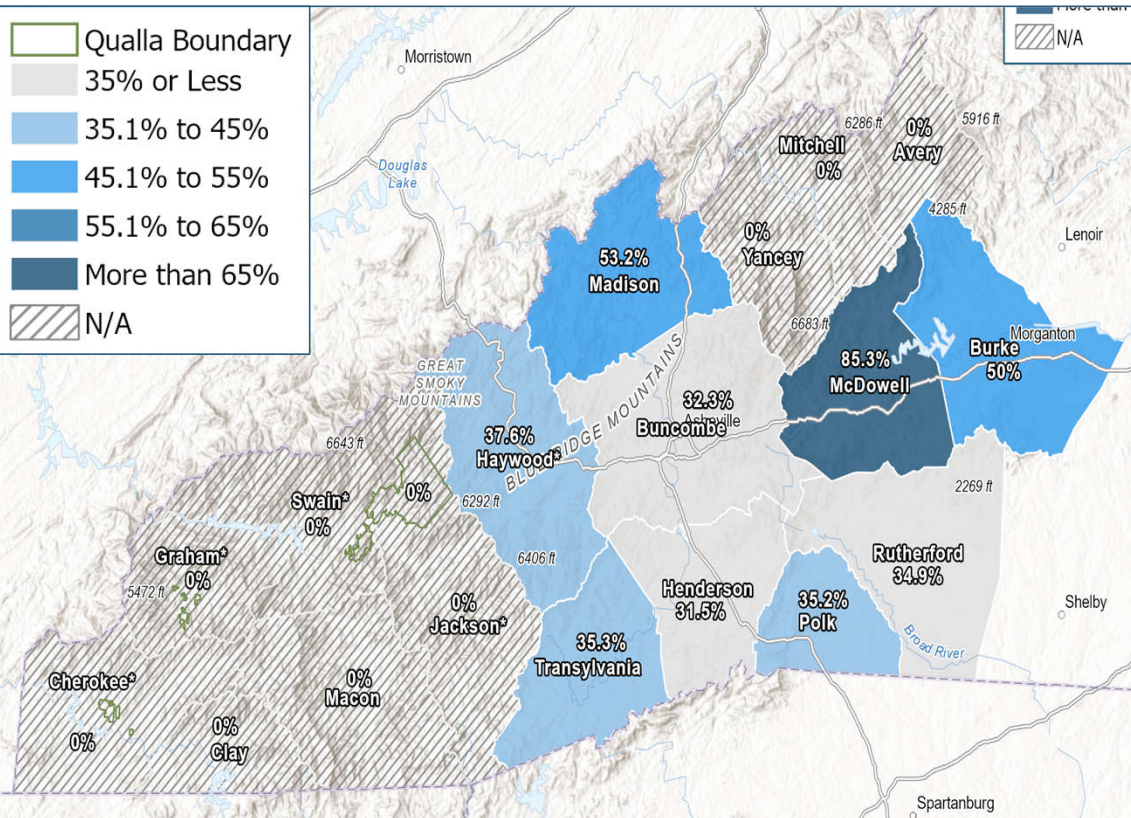 Qualla Boundary
35% or Less
35.1% to 45%
45.1% to 55%
55.1% to 65%
More than 65%
N/A
More than
N/A
Morristown
Douglas
Lake
Mitchell
0%
6286 ft
0%
Avery
5916 ft
4285 ft
Lenoir
0%
Yancey
53.2%
Madison
6683 ft
Morganton
Burke
50%
85.3%
McDowell
GREAT
SMOKY
MOUNTAINS
BLUE RIDGE MOUNTAINS
32.3%
Asheville
Buncombe
37.6%
Haywood*
6643 ft
6292 ft
0%
Swain*
0%
2269 ft
6406 ft
Graham*
0%
5472 ft
Rutherford
34.9%
Henderson
31.5%
35.2%
Polk
Shelby
0%
Jackson*
35.3%
Transylvania
Broad River
Cherokee*
0%
0%
Macon
0%
Clay
Spartanburg